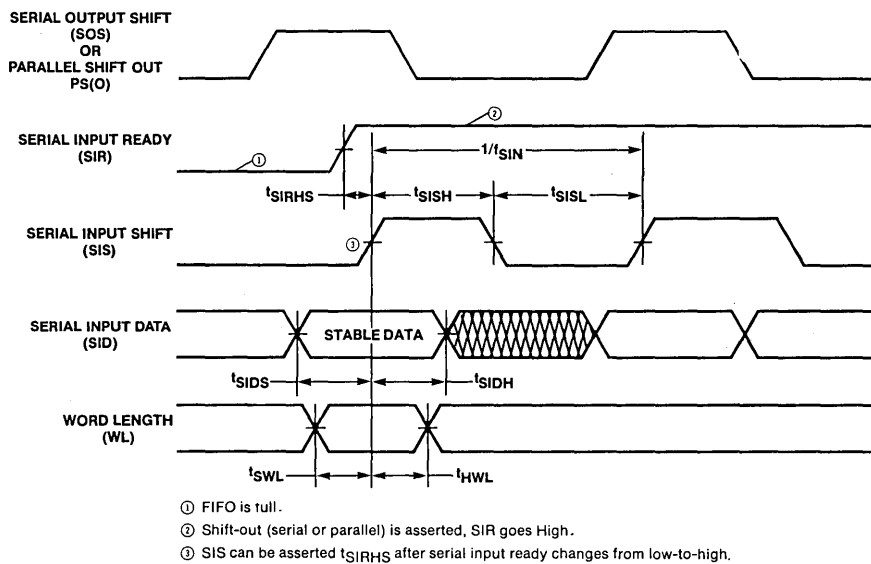 SERIAL OUTPUT SHIFT
(SOS)
OR
PARALLEL SHIFT OUT
PS(O)
②
SERIAL INPUT READY
(SIR)
①
1/fSIN
tSIRHS
tSISH
tSISL
SERIAL INPUT SHIFT
(SIS)
③
SERIAL INPUT DATA
(SID)
STABLE DATA
tSIDS
tSIDH
WORD LENGTH
(WL)
tSWL
tHWL
① FIFO is full.
② Shift-out (serial or parallel) is asserted, SIR goes High.
③ SIS can be asserted tSIRHS after serial input ready changes from low-to-high.